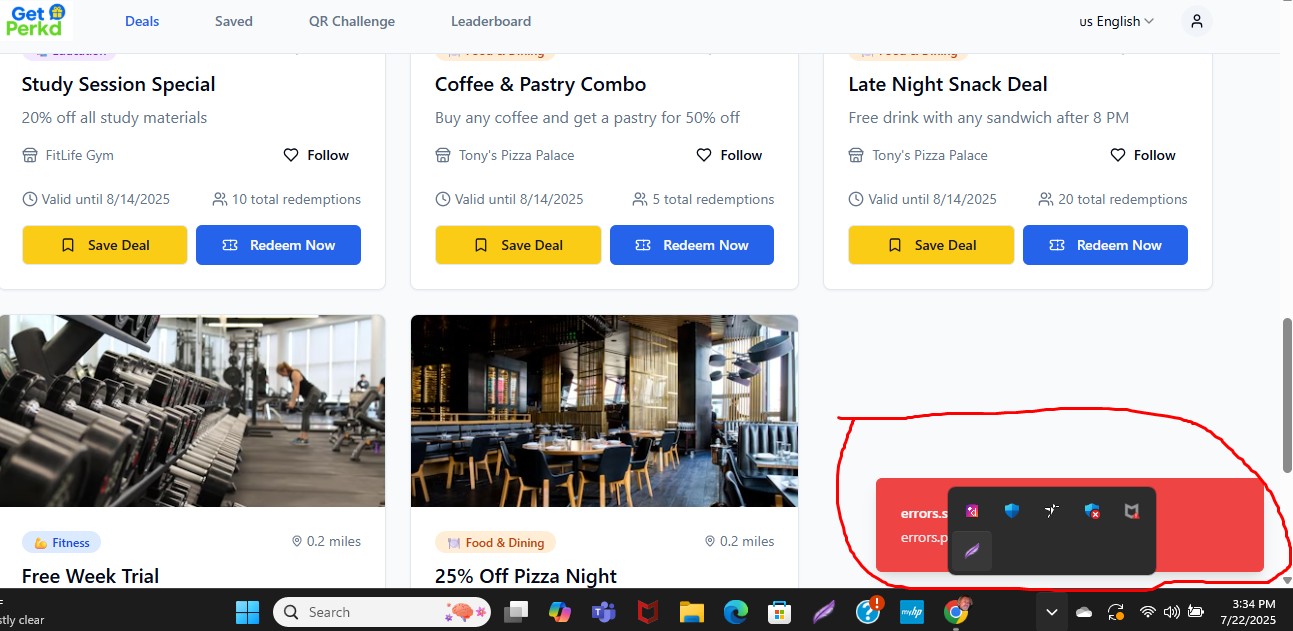 Get
Perkd
Deals
Saved
QR Challenge
Leaderboard
us English
Study Session Special
20% off all study materials
FitLife Gym
Follow
Valid until 8/14/2025
10 total redemptions
Save Deal
Redeem Now
Coffee & Pastry Combo
Buy any coffee and get a pastry for 50% off
Tony's Pizza Palace
Follow
Valid until 8/14/2025
5 total redemptions
Save Deal
Redeem Now
Late Night Snack Deal
Free drink with any sandwich after 8 PM
Tony's Pizza Palace
Follow
Valid until 8/14/2025
20 total redemptions
Save Deal
Redeem Now
Fitness
0.2 miles
Free Week Trial
Food & Dining
0.2 miles
25% Off Pizza Night
errors.s
errors.p
stly clear
Search
myhp
3:34 PM
7/22/2025